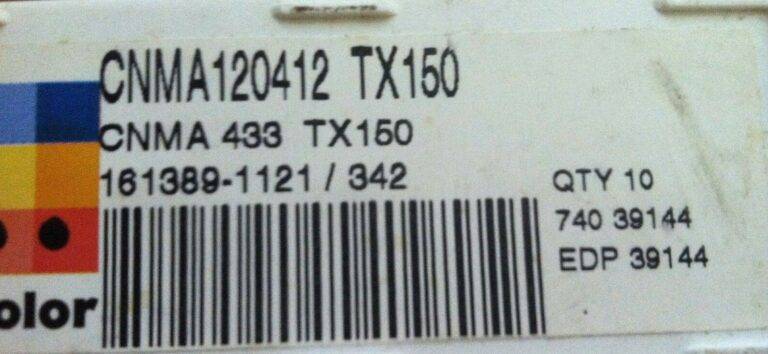 CNMA120412 TX150
CNMA 433 TX150
161389-1121 / 342
QTY 10
740 39144
EDP 39144
olor